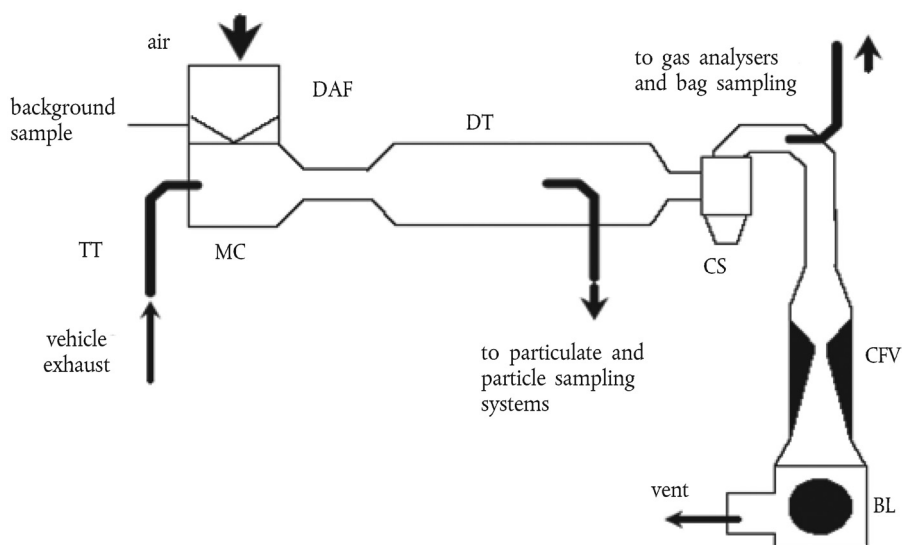 air
DAF
background
sample
DT
to gas analysers
and bag sampling
TT
MC
CS
vehicle
exhaust
to particulate and
particle sampling
systems
CFV
vent
BL